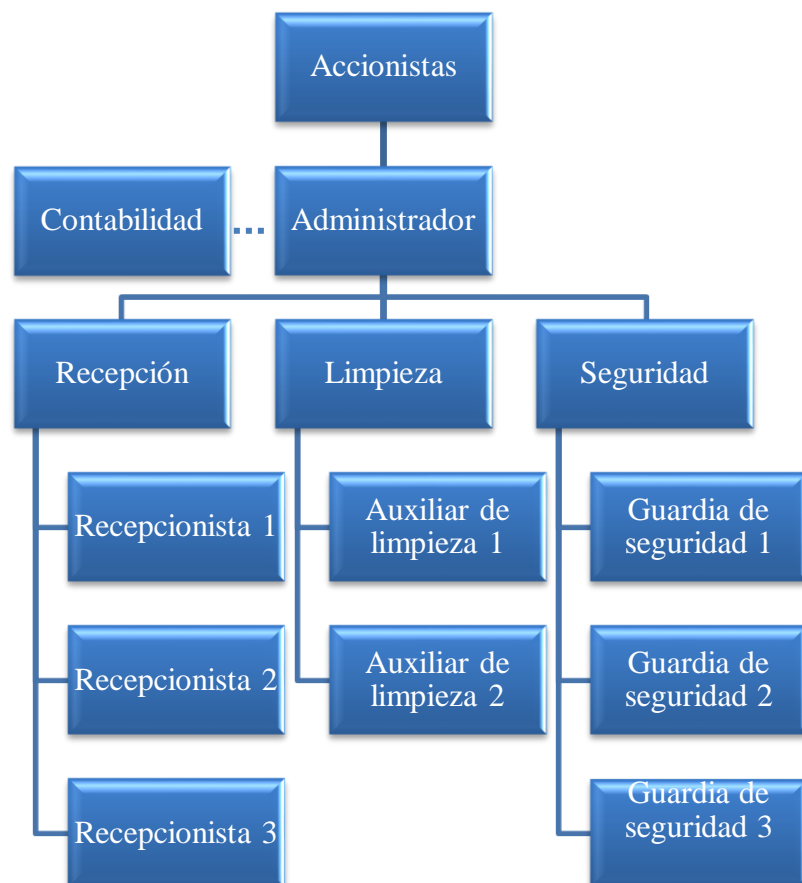 Accionistas
Contabilidad
Administrador
Recepción
Limpieza
Seguridad
Recepcionista 1
Auxiliar de
limpieza 1
Guardia de
seguridad 1
Recepcionista 2
Auxiliar de
limpieza 2
Guardia de
seguridad 2
Recepcionista 3
Guardia de
seguridad 3